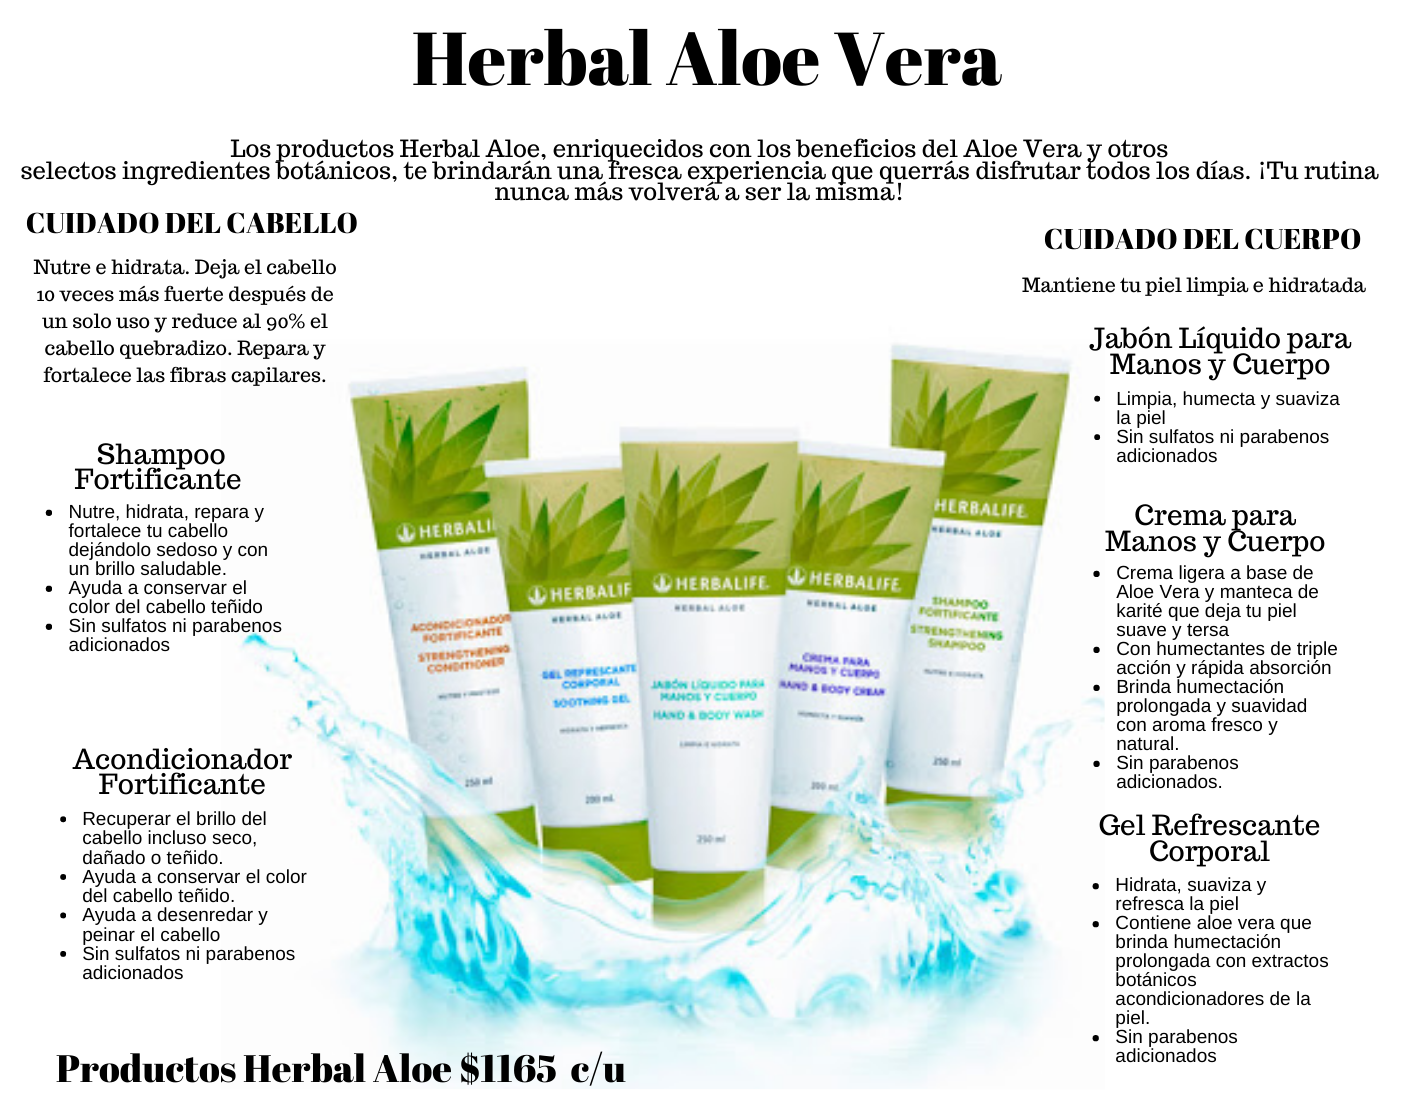 Herbal Aloe Vera
Los productos Herbal Aloe, enriquecidos con los beneficios del Aloe Vera y otros
selectos ingredientes botánicos, te brindarán una fresca experiencia que querrás disfrutar todos los días. ¡Tu rutina
nunca más volverá a ser la misma!
CUIDADO DEL CABELLO
Nutre e hidrata. Deja el cabello
10 veces más fuerte después de
un solo uso y reduce al 90% el
cabello quebradizo. Repara y
fortalece las fibras capilares.
Shampoo
Fortificante
• Nutre, hidrata, repara y
fortalece tu cabello
dejándolo sedoso y con
un brillo saludable.
• Ayuda a conservar el
color del cabello teñido
• Sin sulfatos ni parabenos
adicionados
Acondicionador
Fortificante
• Recuperar el brillo del
cabello incluso seco,
dañado o teñido.
• Ayuda a conservar el color
del cabello teñido.
• Ayuda a desenredar y
peinar el cabello
• Sin sulfatos ni parabenos
adicionados
HERBALI
HERBAL ALOE
ACONDICIONADOR
FORTIFICANTE
STRENGTHENING
CONDITIONER
250 ml
HERBALIF
HERBAL ALOE
GEL REFRESCANTE
CORPORAL
SOOTHING GEL
HIDRATA Y REFRESCA
200 ml
HERBALIFE
HERBAL ALOE
JABÓN LÍQUIDO PARA
MANOS Y CUERPO
HAND & BODY WASH
LIMPIA E HIDRATA
250 ml
HERBALIFE
HERBAL ALOE
CREMA PARA
MANOS Y CUERPO
HAND & BODY CREAM
200 ml
HERBALIFE
HERBAL ALOE
SHAMPOO
FORTIFICANTE
STRENGTHENING
SHAMPOO
NUTRE E HIDRATA
250 ml
CUIDADO DEL CUERPO
Mantiene tu piel limpia e hidratada
Jabón Líquido para
Manos y Cuerpo
• Limpia, humecta y suaviza
la piel
• Sin sulfatos ni parabenos
adicionados
Crema para
Manos y Cuerpo
• Crema ligera a base de
Aloe Vera y manteca de
karité que deja tu piel
suave y tersa
• Con humectantes de triple
acción y rápida absorción
• Brinda humectación
prolongada y suavidad
con aroma fresco y
natural.
• Sin parabenos
adicionados.
Gel Refrescante
Corporal
• Hidrata, suaviza y
refresca la piel
• Contiene aloe vera que
brinda humectación
prolongada con extractos
botánicos
acondicionadores de la
piel.
• Sin parabenos
adicionados
Productos Herbal Aloe $1165 c/u